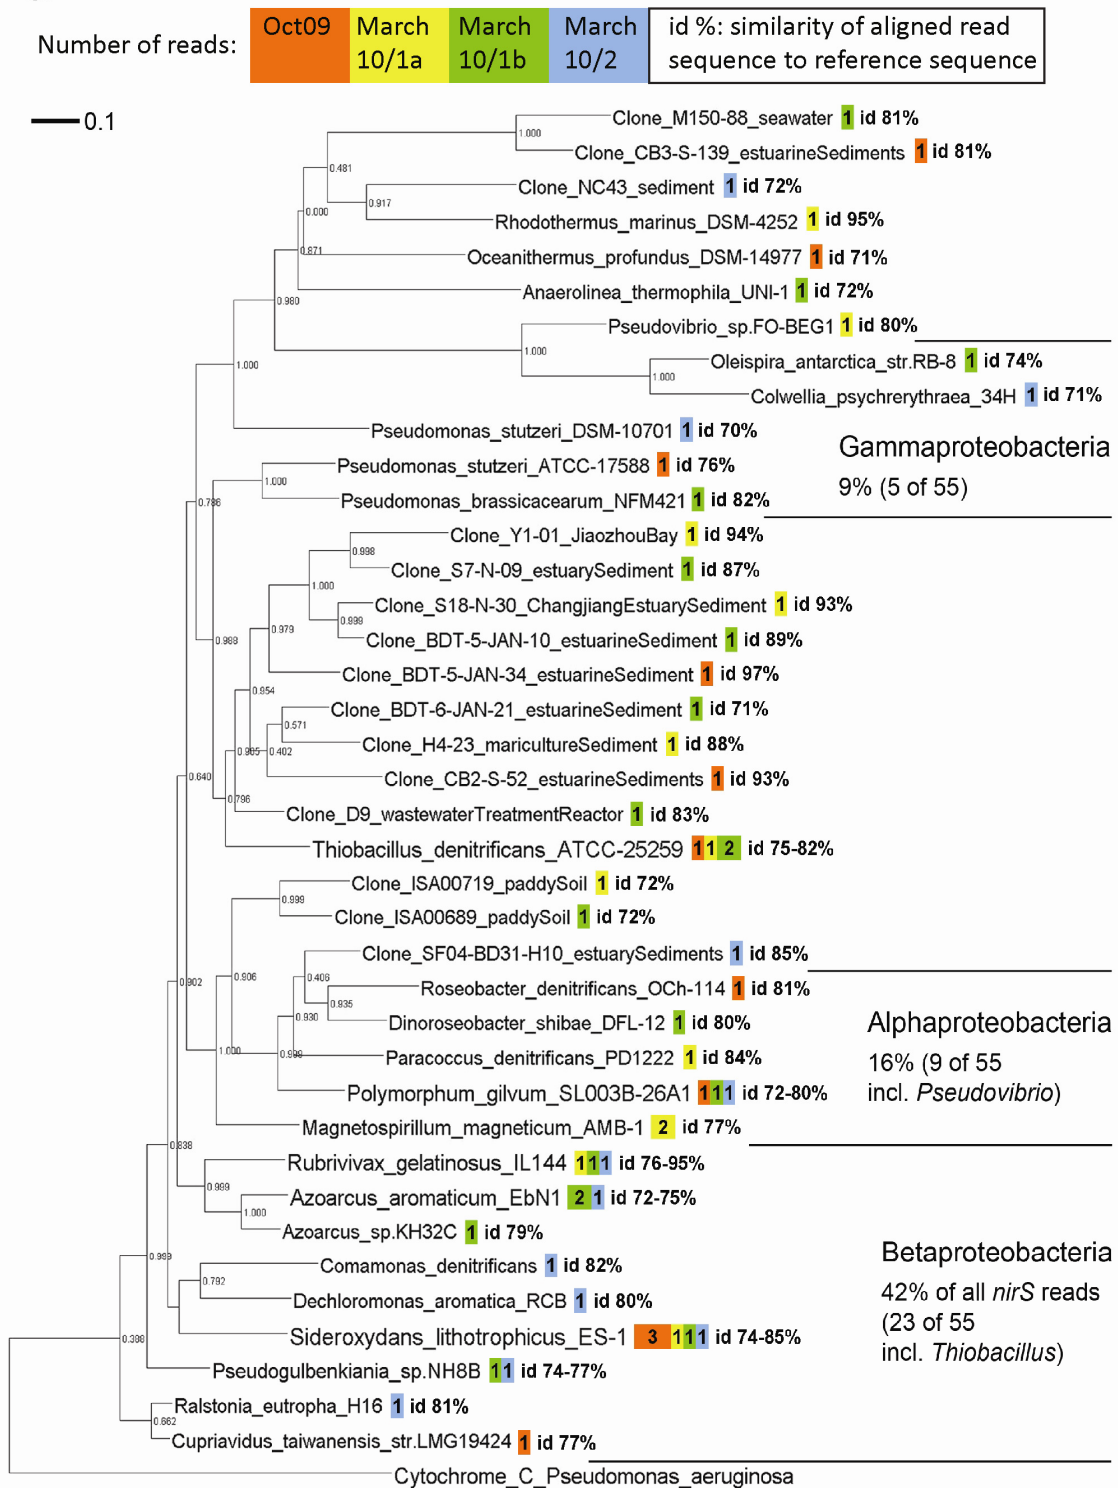 Number of reads:
Oct09
March
10/1a
March
10/1b
March
10/2
id %: similarity of aligned read
sequence to reference sequence
0.1
Clone_M150-88_seawater 1 id 81%
1.000
Clone_CB3-S-139_estuarineSediments 1 id 81%
0.481
Clone_NC43_sediment 1 id 72%
0.917
0.000
Rhodothermus_marinus_DSM-4252 1 id 95%
0.871
Oceanithermus_profundus_DSM-14977 1 id 71%
Anaerolinea_thermophila_UNI-1 1 id 72%
0.980
Pseudovibrio_sp.FO-BEG1 1 id 80%
1.000
Oleispira_antarctica_str.RB-8 1 id 74%
1.000
1.000
Colwellia_psychrerythraea_34H 1 id 71%
Pseudomonas_stutzeri_DSM-10701 1 id 70%
Gammaproteobacteria
9% (5 of 55)
Pseudomonas_stutzeri_ATCC-17588 1 id 76%
1.000
Pseudomonas_brassicacearum_NFM421 1 id 82%
0.786
Clone_Y1-01_JiaozhouBay 1 id 94%
0.998
Clone_S7-N-09_estuarySediment 1 id 87%
1.000
Clone_S18-N-30_ChangjiangEstuarySediment 1 id 93%
0.999
0.979
Clone_BDT-5-JAN-10_estuarineSediment 1 id 89%
0.988
Clone_BDT-5-JAN-34_estuarineSediment 1 id 97%
0.954
Clone_BDT-6-JAN-21_estuarineSediment 1 id 71%
0.571
Clone_H4-23_maricultureSediment 1 id 88%
0.402
0.640
Clone_CB2-S-52_estuarineSediments 1 id 93%
0.796
Clone_D9_wastewaterTreatmentReactor 1 id 83%
Thiobacillus_denitrificans_ATCC-25259 1 1 2 id 75-82%
Clone_ISA00719_paddySoil 1 id 72%
0.999
Clone_ISA00689_paddySoil 1 id 72%
Clone_SF04-BD31-H10_estuarySediments 1 id 85%
0.902
0.906
0.406
Roseobacter_denitrificans_OCh-114 1 id 81%
0.935
0.930
Dinoroseobacter_shibae_DFL-12 1 id 80%
Alphaproteobacteria
16% (9 of 55
incl. Pseudovibrio)
1.000
Paracoccus_denitrificans_PD1222 1 id 84%
Polymorphum_gilvum_SL003B-26A1 1 1 1 id 72-80%
Magnetospirillum_magneticum_AMB-1 2 id 77%
0.838
Rubrivivax_gelatinosus_IL144 1 1 1 id 76-95%
0.999
Azoarcus_aromaticum_EbN1 2 1 id 72-75%
1.000
Azoarcus_sp.KH32C 1 id 79%
0.999
Comamonas_denitrificans 1 id 82%
0.792
Dechloromonas_aromatica_RCB 1 id 80%
Betaproteobacteria
42% of all nirS reads
(23 of 55
incl. Thiobacillus)
Sideroxydans_lithotrophicus_ES-1 3 1 1 1 id 74-85%
Pseudogulbenkiania_sp.NH8B 1 1 id 74-77%
Ralstonia_eutropha_H16 1 id 81%
0.662
Cupriavidus_taiwanensis_str.LMG19424 1 id 77%
Cytochrome_C_Pseudomonas_aeruginosa